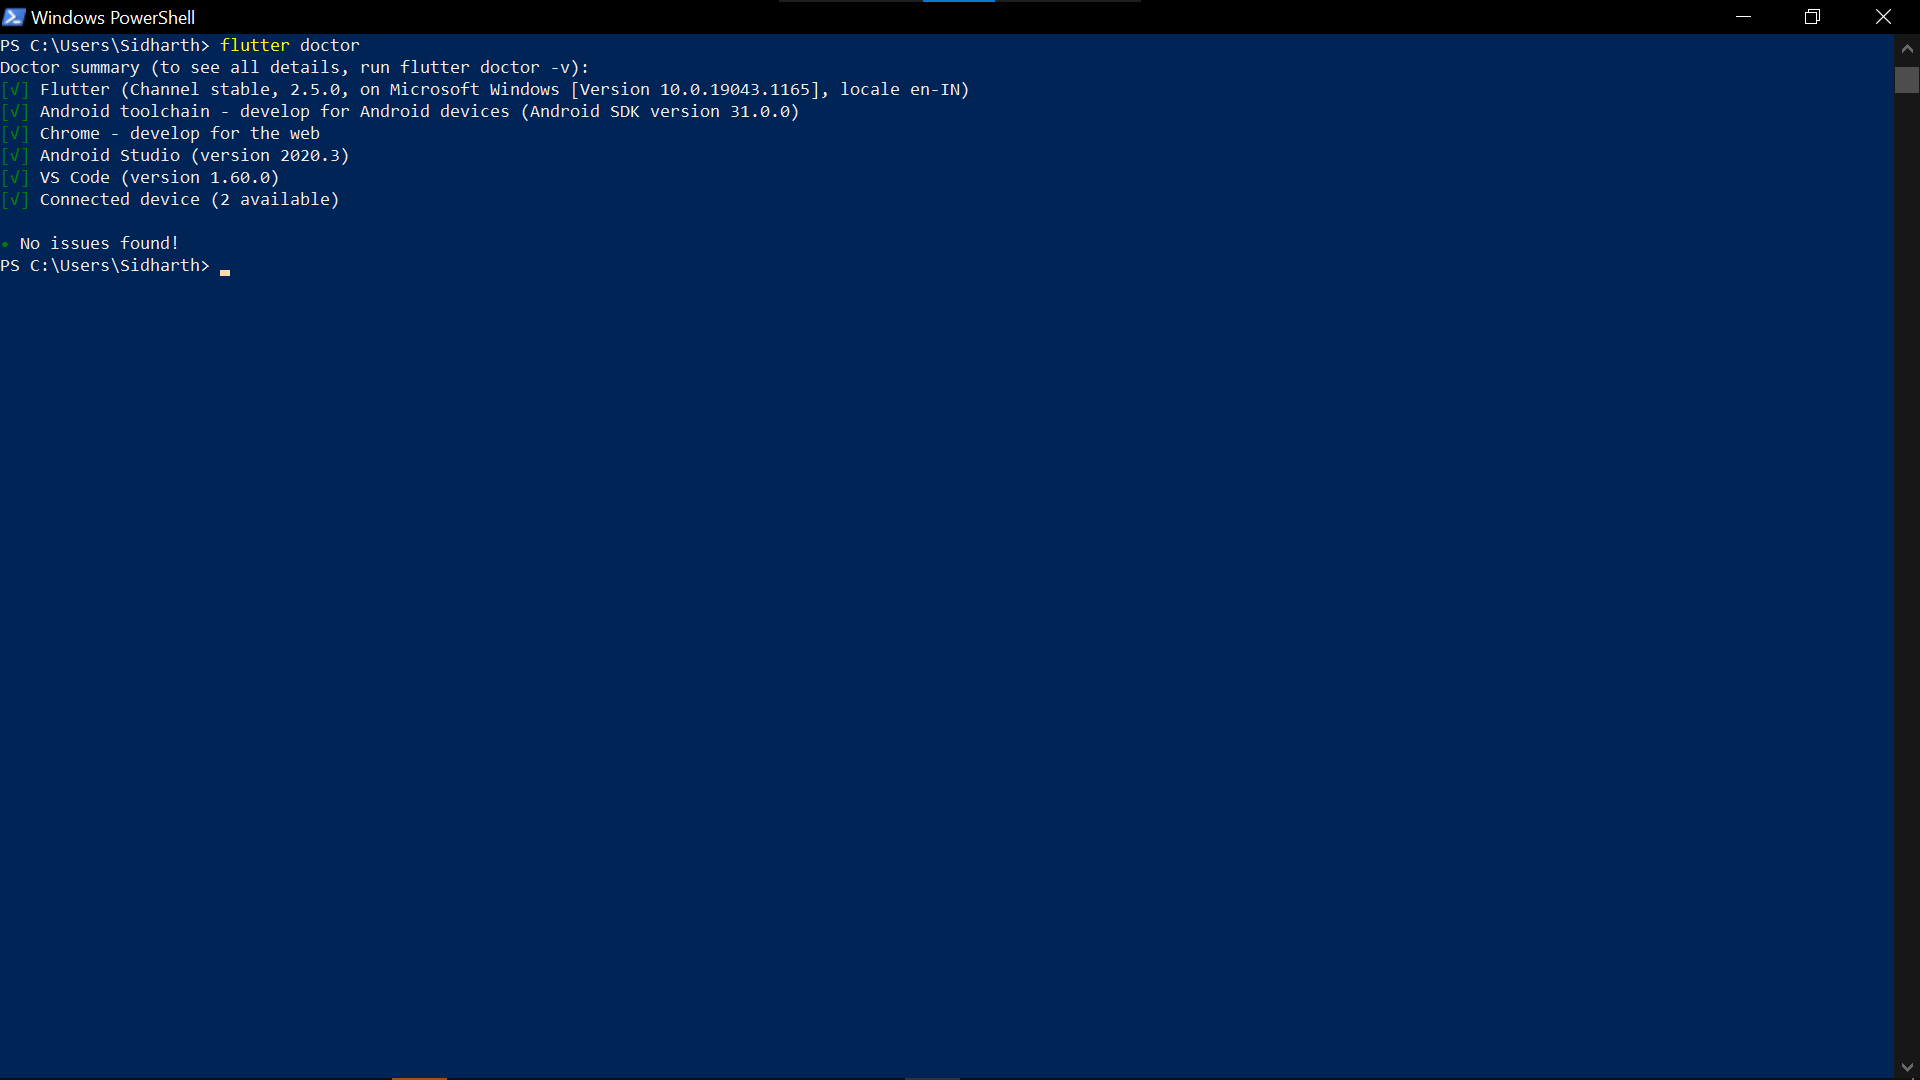 Windows PowerShell
PS C:\Users\Sidharth> flutter doctor
Doctor summary (to see all details, run flutter doctor -v):
[√] Flutter (Channel stable, 2.5.0, on Microsoft Windows [Version 10.0.19043.1165], locale en-IN)
[√] Android toolchain - develop for Android devices (Android SDK version 31.0.0)
[√] Chrome - develop for the web
[√] Android Studio (version 2020.3)
[√] VS Code (version 1.60.0)
[√] Connected device (2 available)
• No issues found!
PS C:\Users\Sidharth>